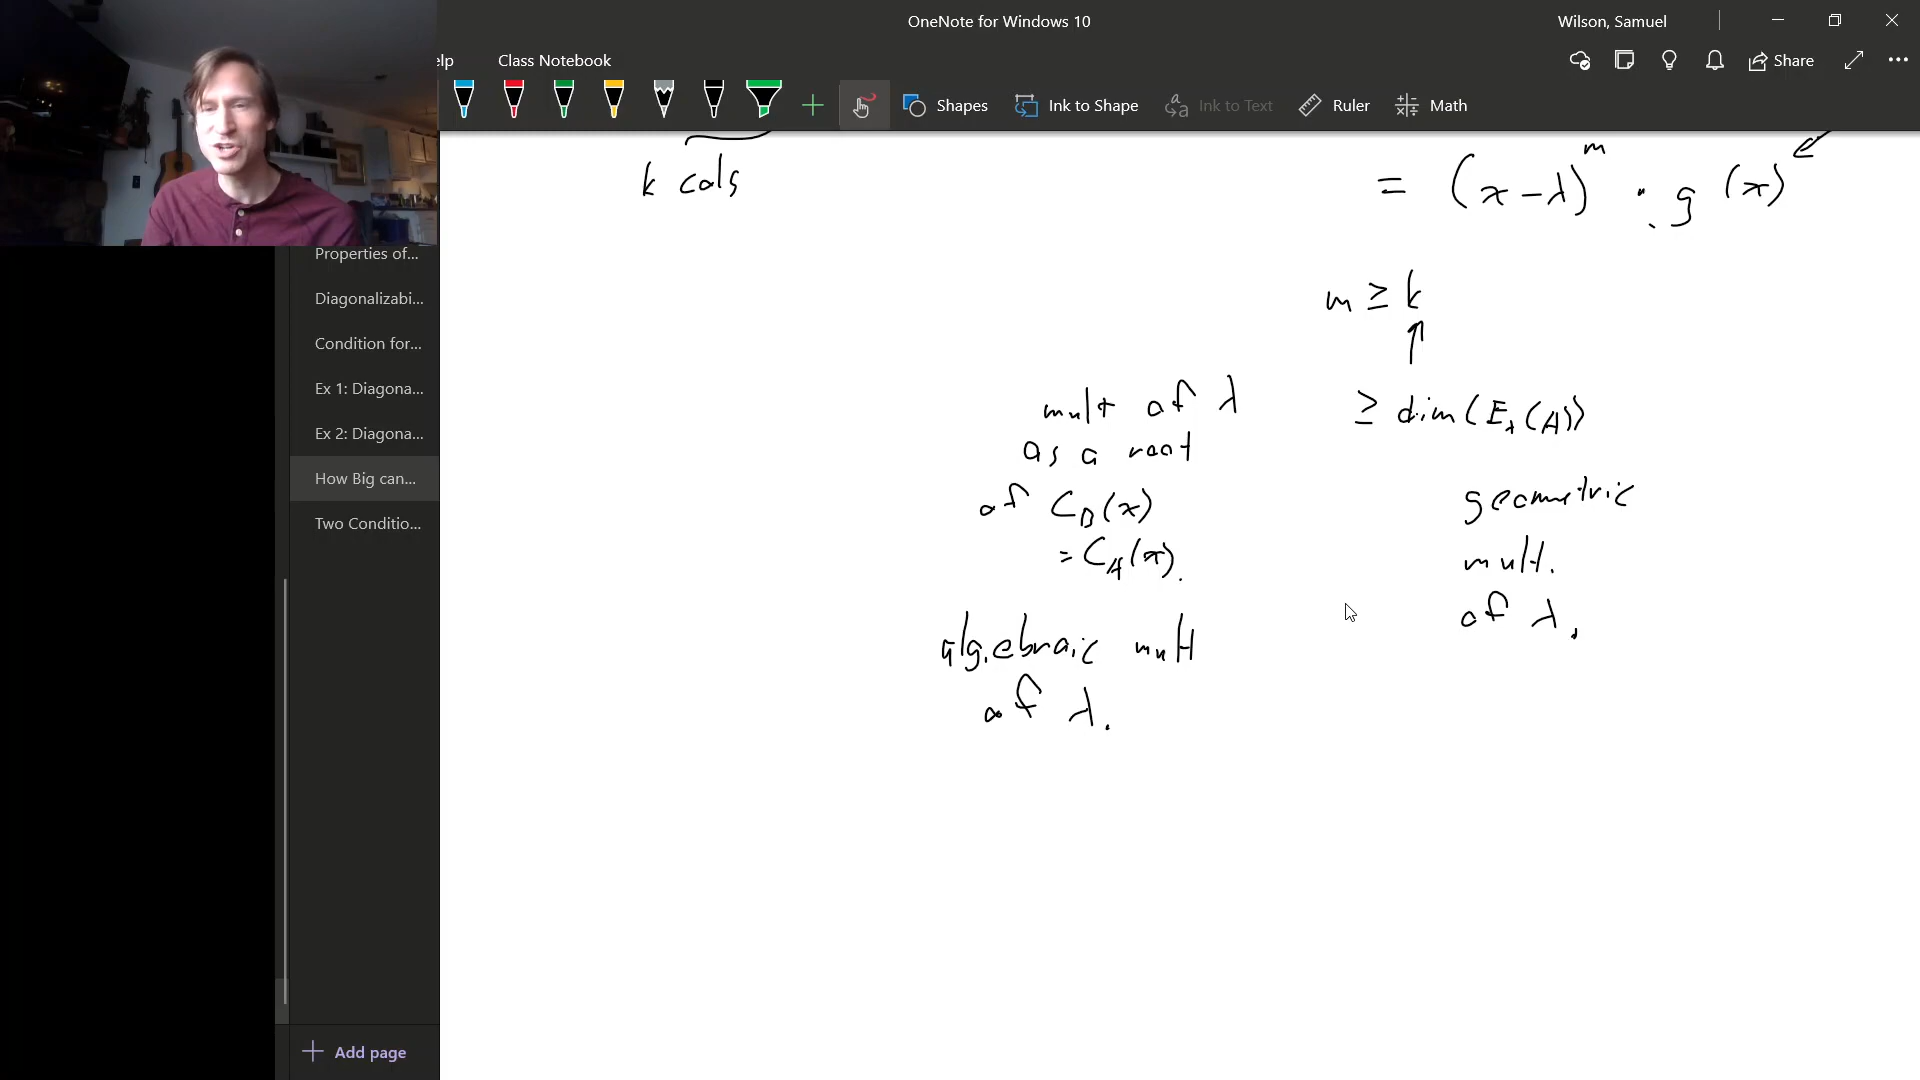 OneNote for Windows 10
Wilson, Samuel
elp
Class Notebook
Share
Shapes
Ink to Shape
Ink to Text
Ruler
Math
Properties of...
Diagonalizabi...
Condition for...
Ex 1: Diagona...
Ex 2: Diagona...
How Big can...
Two Conditio...
Add page
k cols
= (x-λ)^m · g(x)
m ≥ k
↑
mult of λ
≥ dim(E_λ(A))
as a root
of C_B(x)
= C_A(x).
geometric
mult.
of λ.
algebraic mult
of λ.